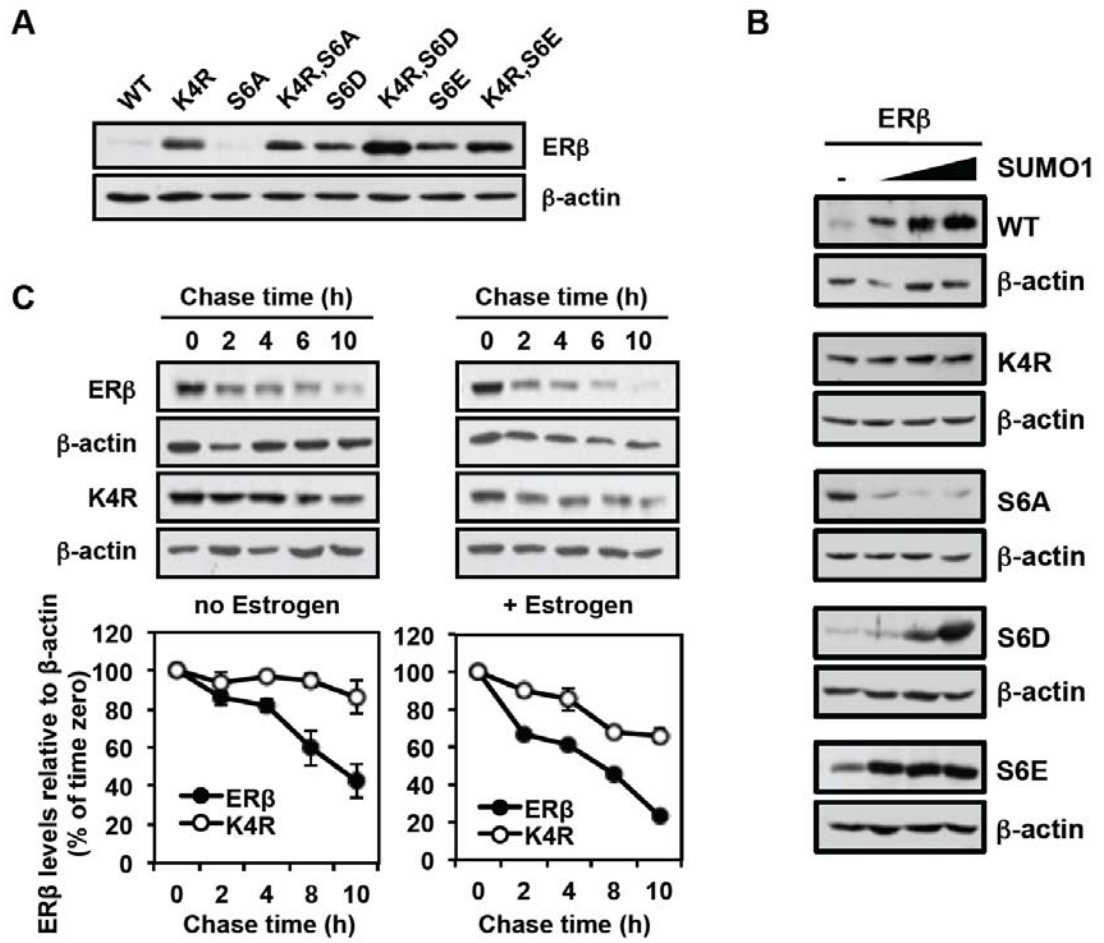 A
WT K4R S6A K4R,S6A S6D K4R,S6D S6E K4R,S6E
ERβ
β-actin
B
ERβ
- SUMO1
WT
β-actin
K4R
β-actin
S6A
β-actin
S6D
β-actin
S6E
β-actin
C
Chase time (h) Chase time (h)
0 2 4 6 10 0 2 4 6 10
ERβ
β-actin
K4R
β-actin
no Estrogen + Estrogen
ERβ levels relative to β-actin
(% of time zero)
120 120
100 100
80 80
60 60
40 40
20 20
0 0
ERβ ERβ
K4R K4R
0 2 4 8 10 0 2 4 8 10
Chase time (h) Chase time (h)